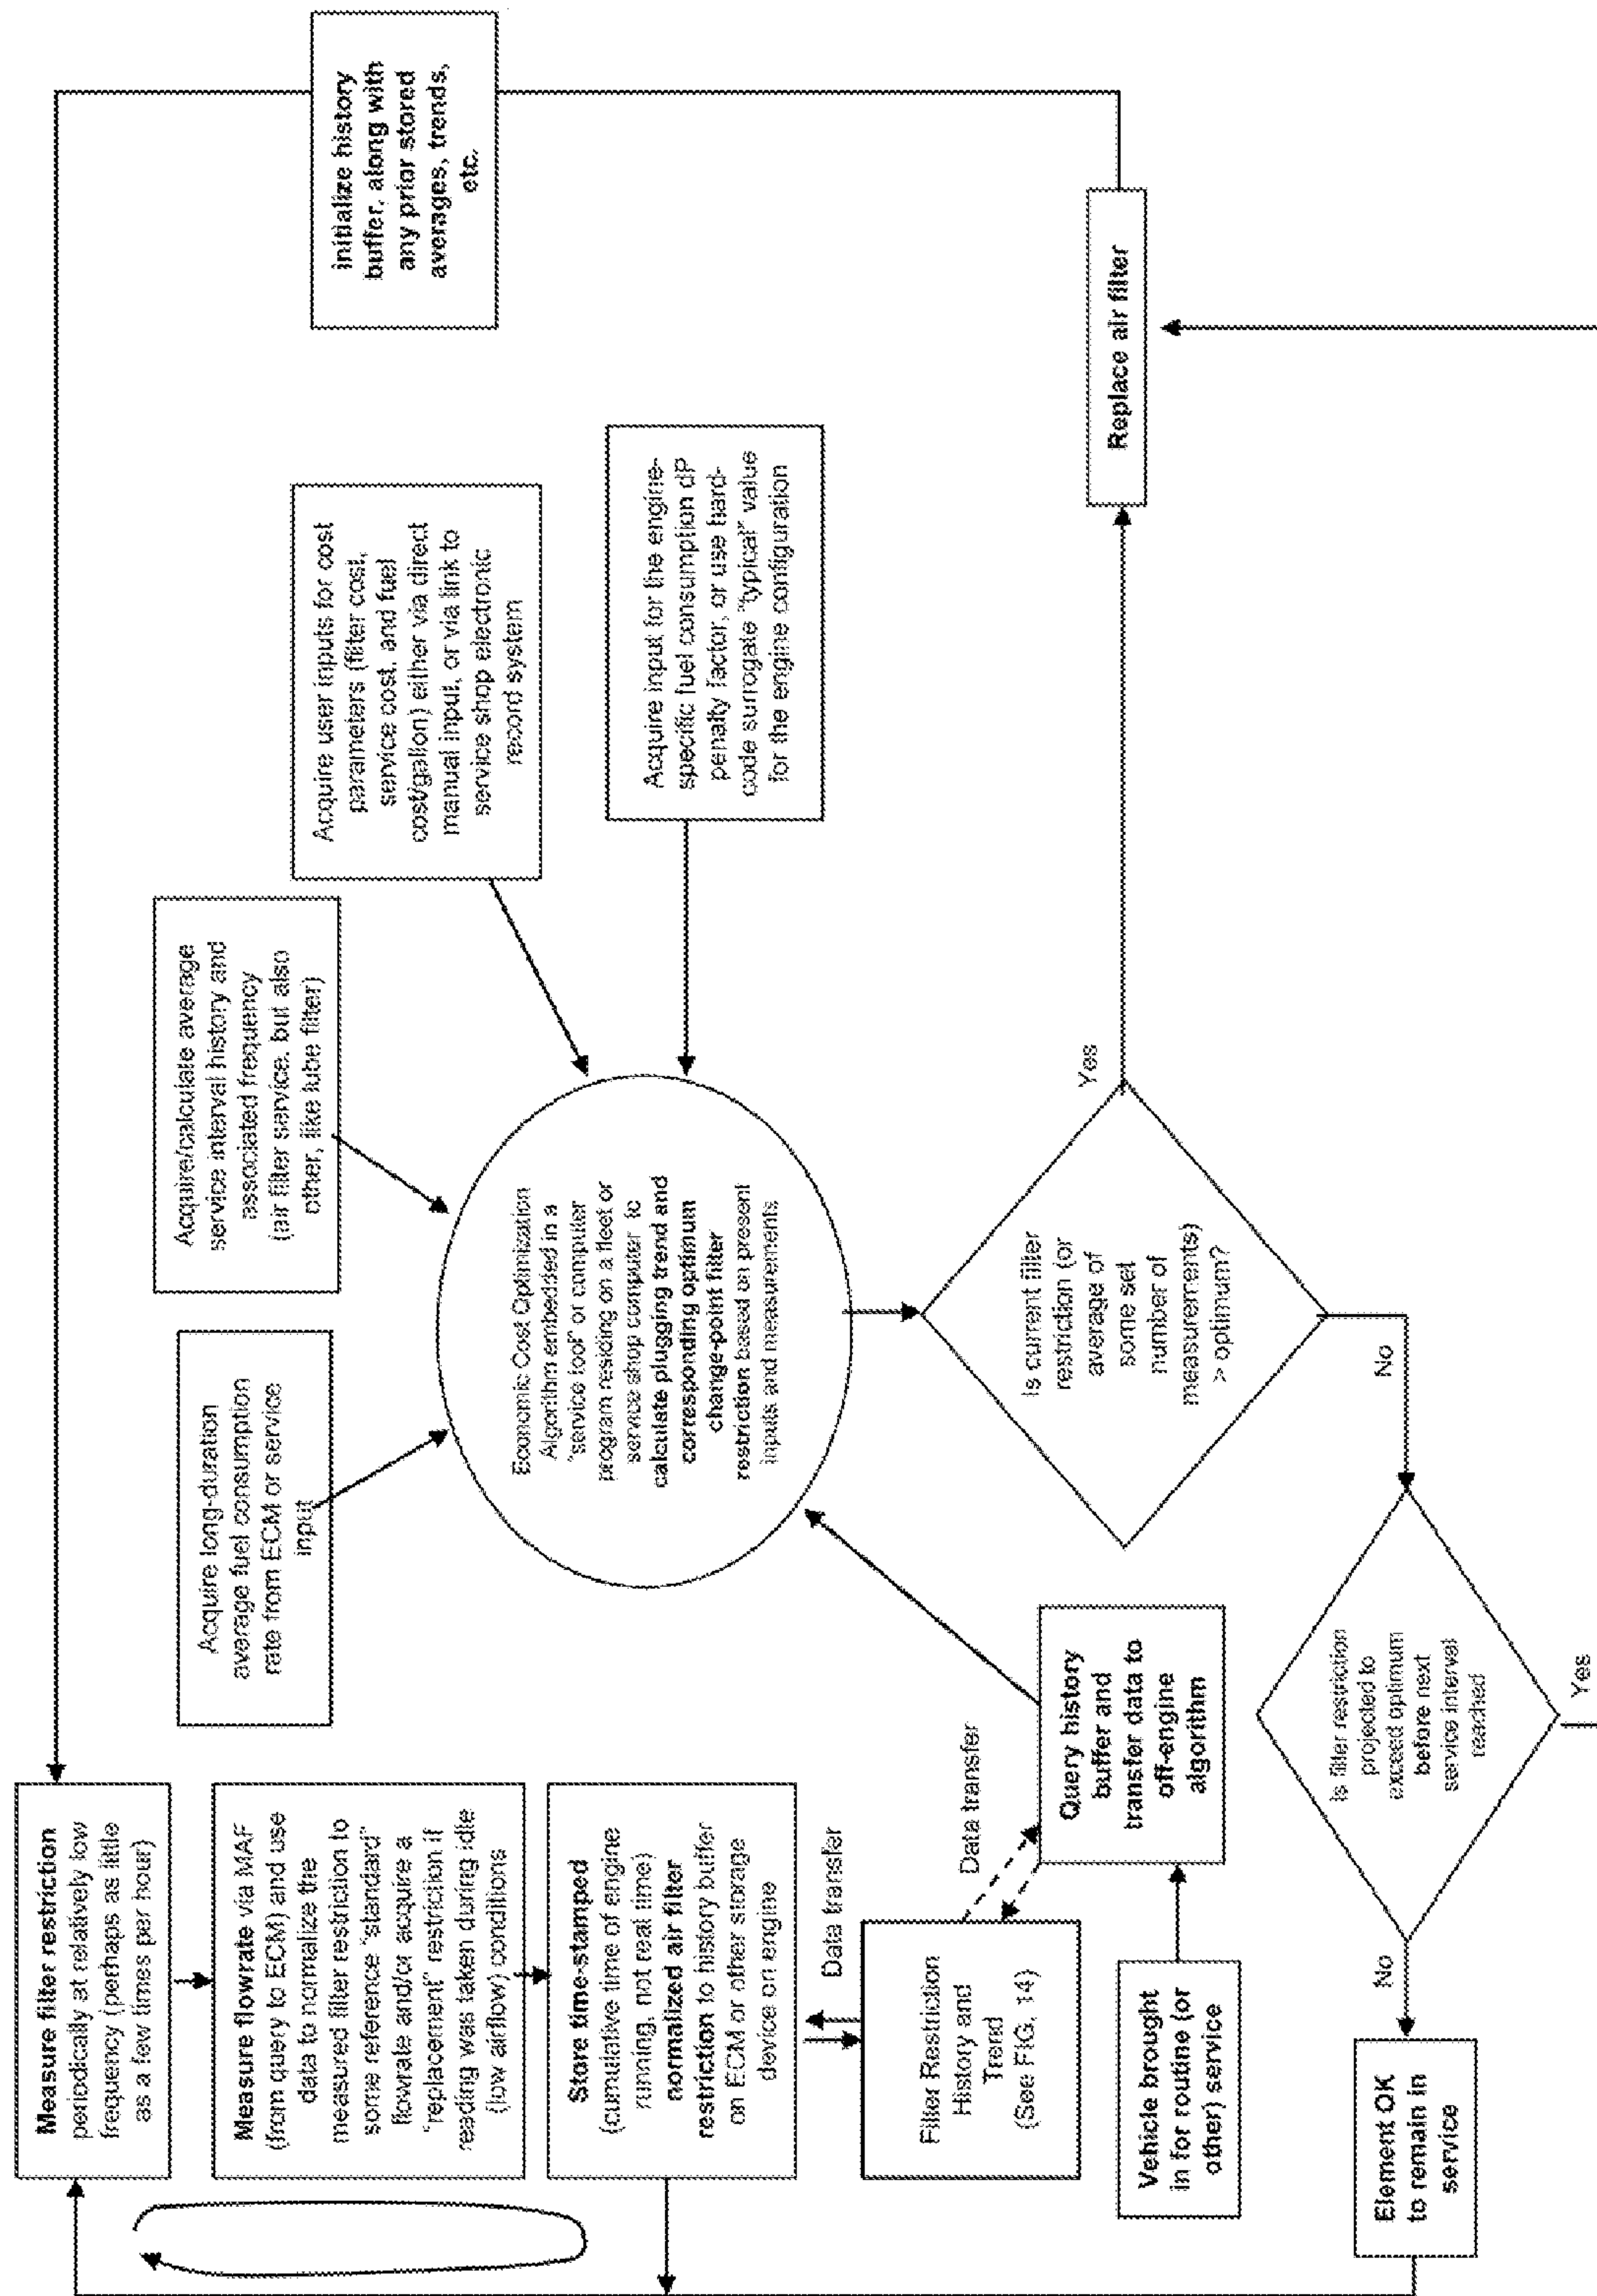 Measure filter restriction
periodically at relatively low
frequency (perhaps as little
as a few times per hour)
Measure flowrate via MAF
(from query to ECM) and use
data to normalize the
measured filter restriction to
some reference "standard"
flowrate and/or acquire a
"replacement" restriction if
reading was taken during idle
(low airflow) conditions
Store time-stamped
(cumulative time of engine
running, not real time)
normalized air filter
restriction to history buffer
on ECM or other storage
device on engine
Data transfer
Filter Restriction
History and
Trend
(See FIG. 14)
Data transfer
Vehicle brought
in for routine (or
other) service
Query history
buffer and
transfer data to
off-engine
algorithm
Acquire long-duration
average fuel consumption
rate from ECM or service
input
Acquire/calculate average
service interval history and
associated frequency
(air filter service, but also
other, like lube filter)
Acquire user inputs for cost
parameters (filter cost,
service cost, and fuel
cost/gallon) either via direct
manual input, or via link to
service shop electronic
record system
Acquire input for the engine-
specific fuel consumption dP
penalty factor, or use hard-
code surrogate "typical" value
for the engine configuration
Economic Cost Optimization
Algorithm embedded in a
"service tool" or computer
program residing on a fleet or
service shop computer to
calculate plugging trend and
corresponding optimum
change-point filter
restriction based on present
inputs and measurements
Is current filter
restriction (or
average of
some set
number of
measurements)
> optimum?
Yes
No
Is filter restriction
projected to
exceed optimum
before next
service interval
reached
Yes
No
Element OK
to remain in
service
Replace air filter
Initialize history
buffer, along with
any prior stored
averages, trends,
etc.